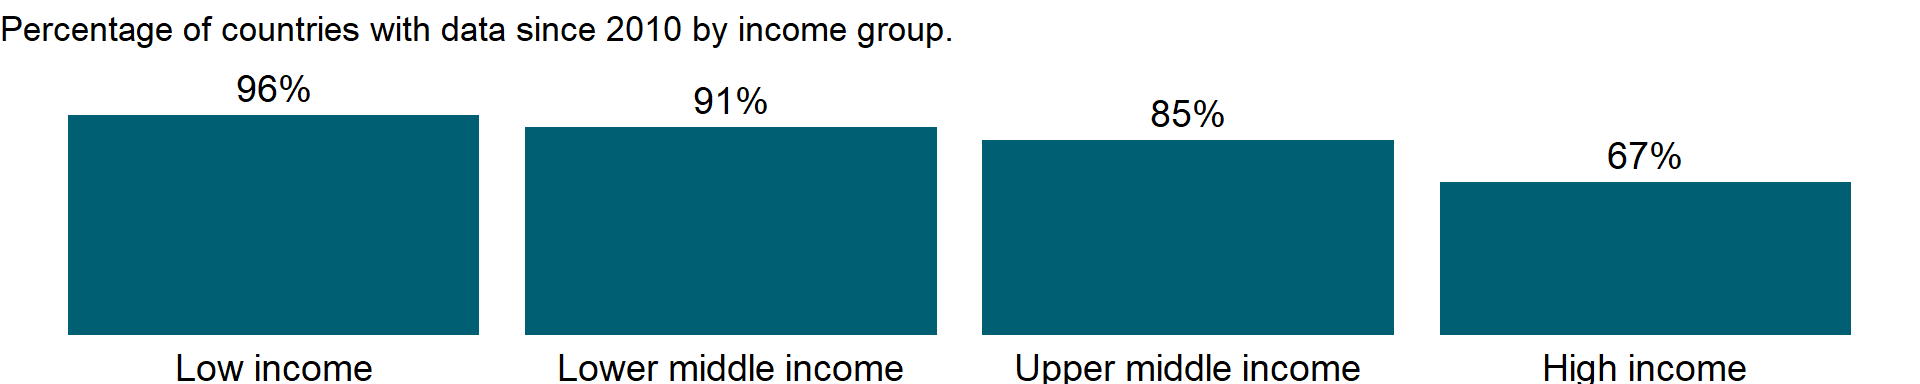 Percentage of countries with data since 2010 by income group.
96%
91%
85%
67%
Low income
Lower middle income
Upper middle income
High income